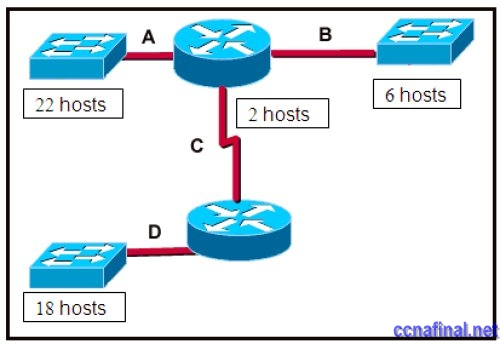 A
B
22 hosts
2 hosts
6 hosts
C
D
18 hosts
ccnafinal.net